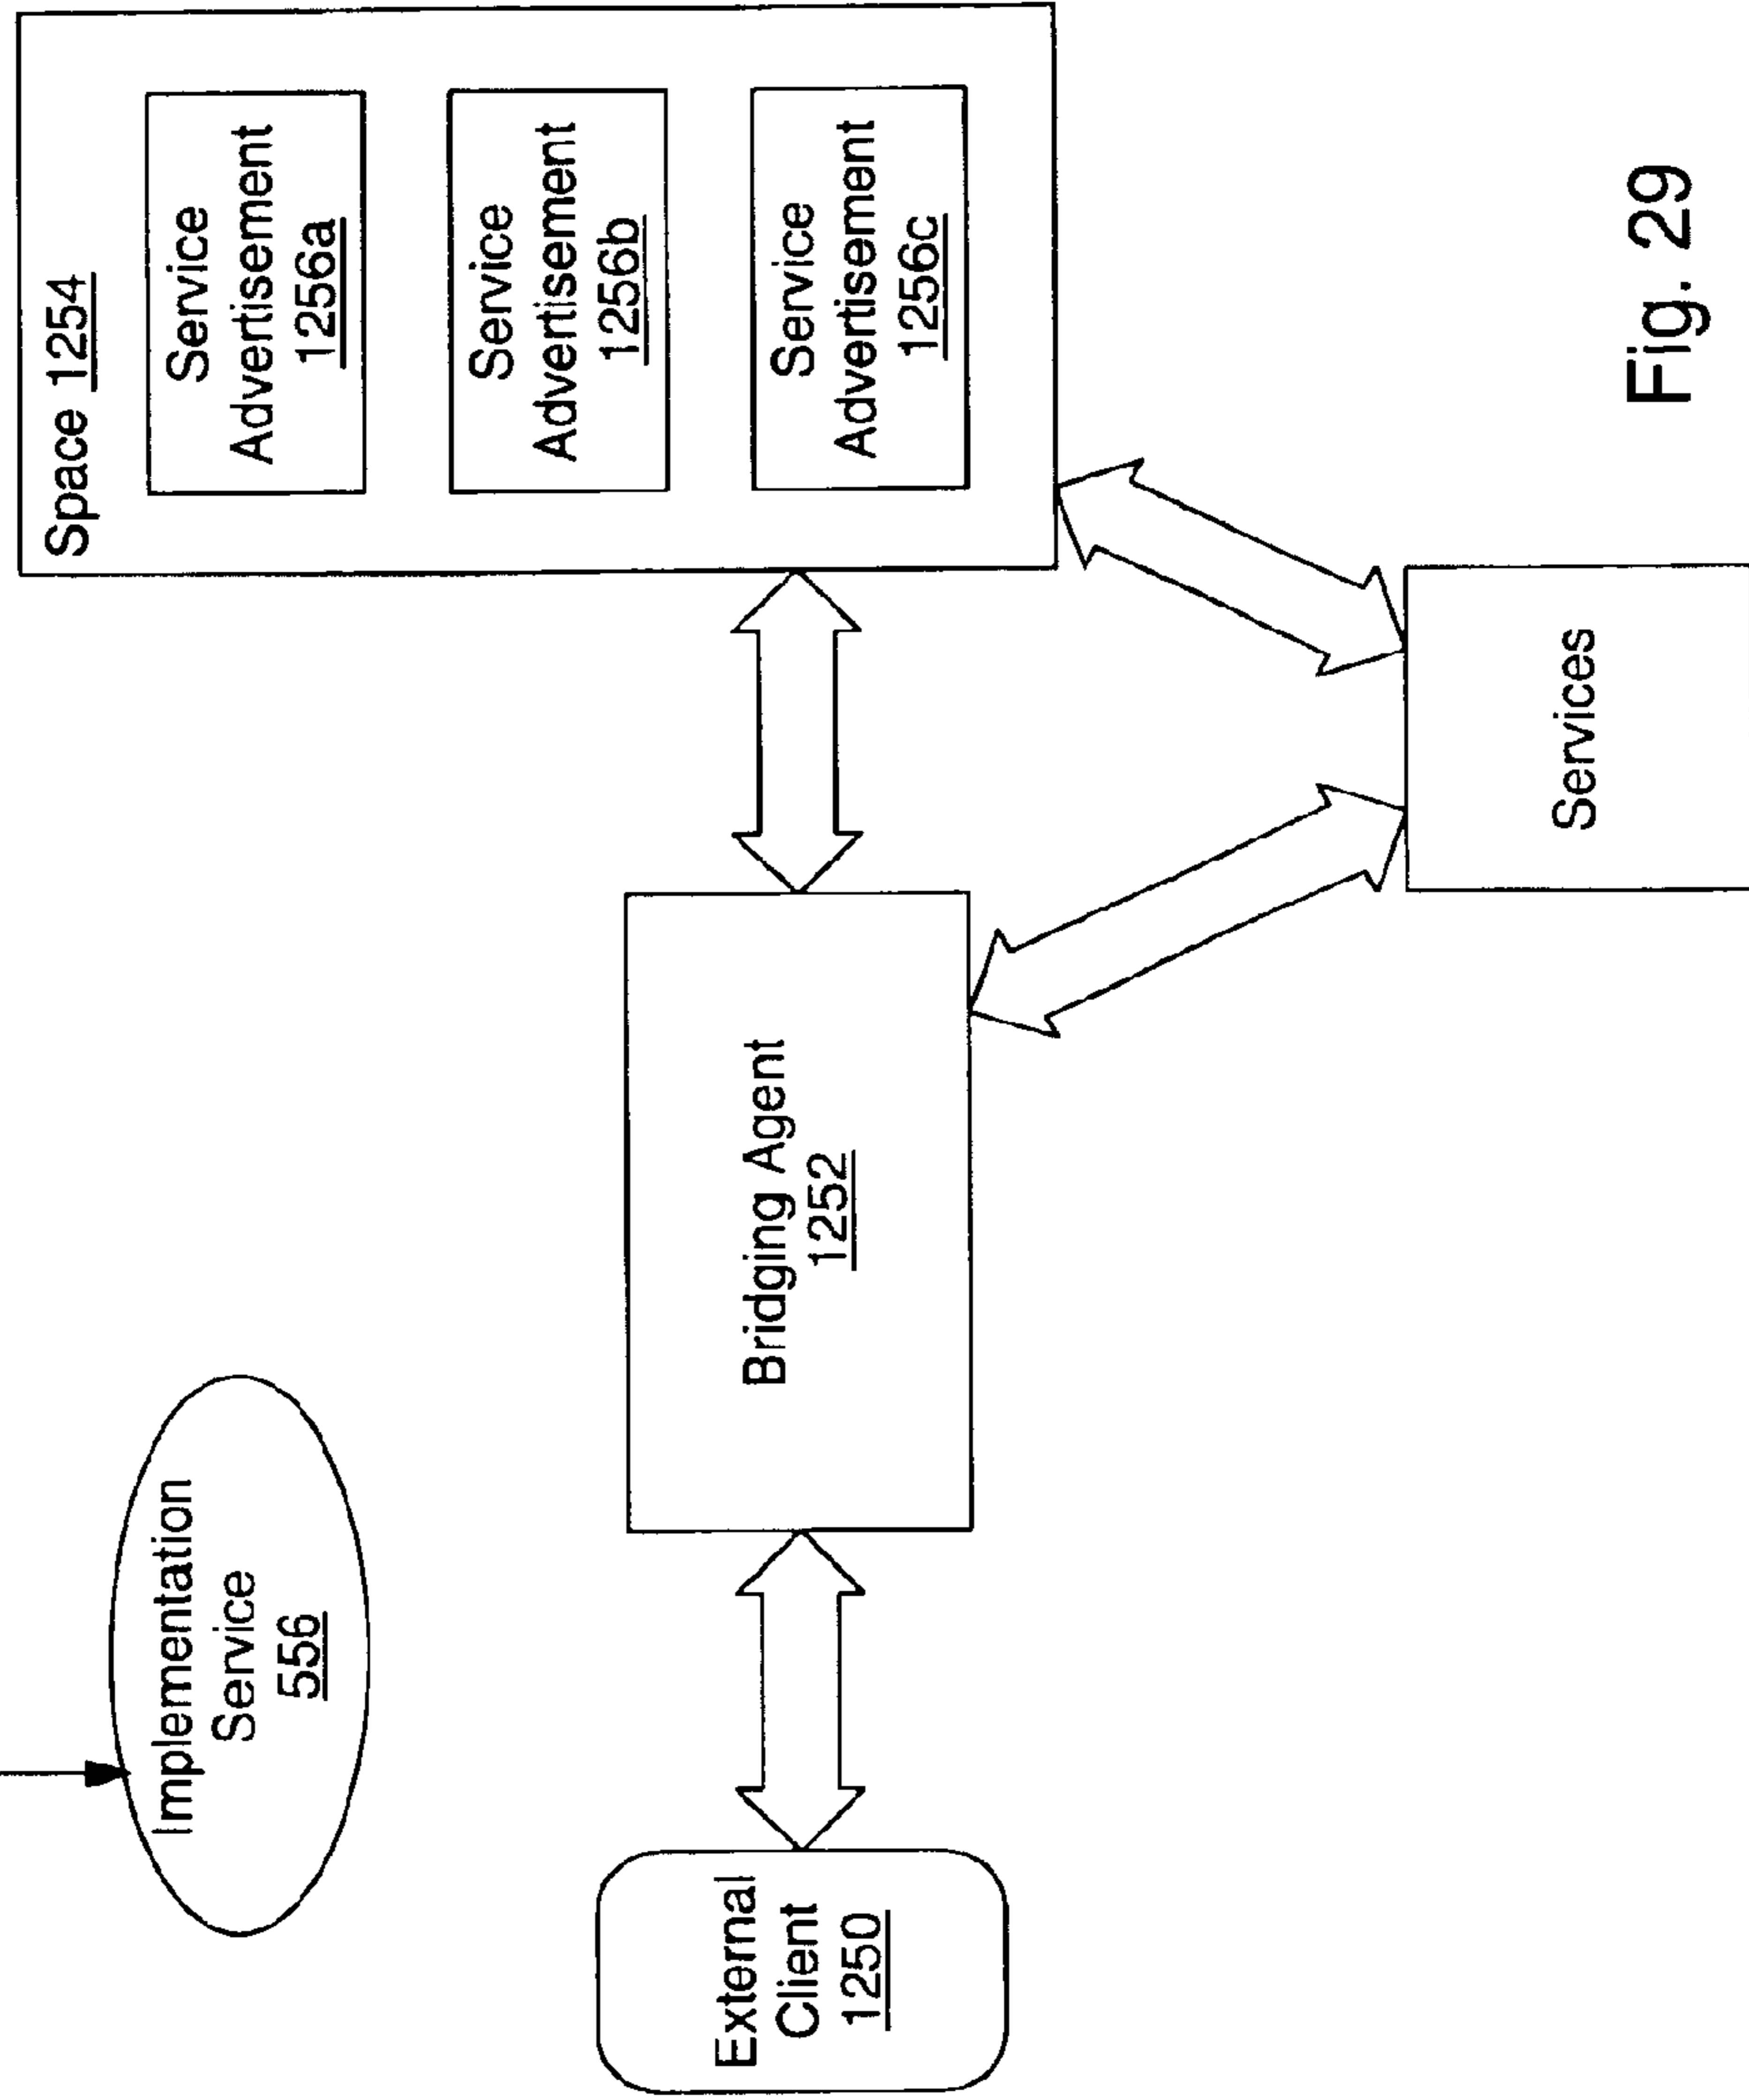 Implementation
Service
556
External
Client
1250
Bridging Agent
1252
Space 1254
Service
Advertisement
1256a
Service
Advertisement
1256b
Service
Advertisement
1256c
Services
Fig. 29